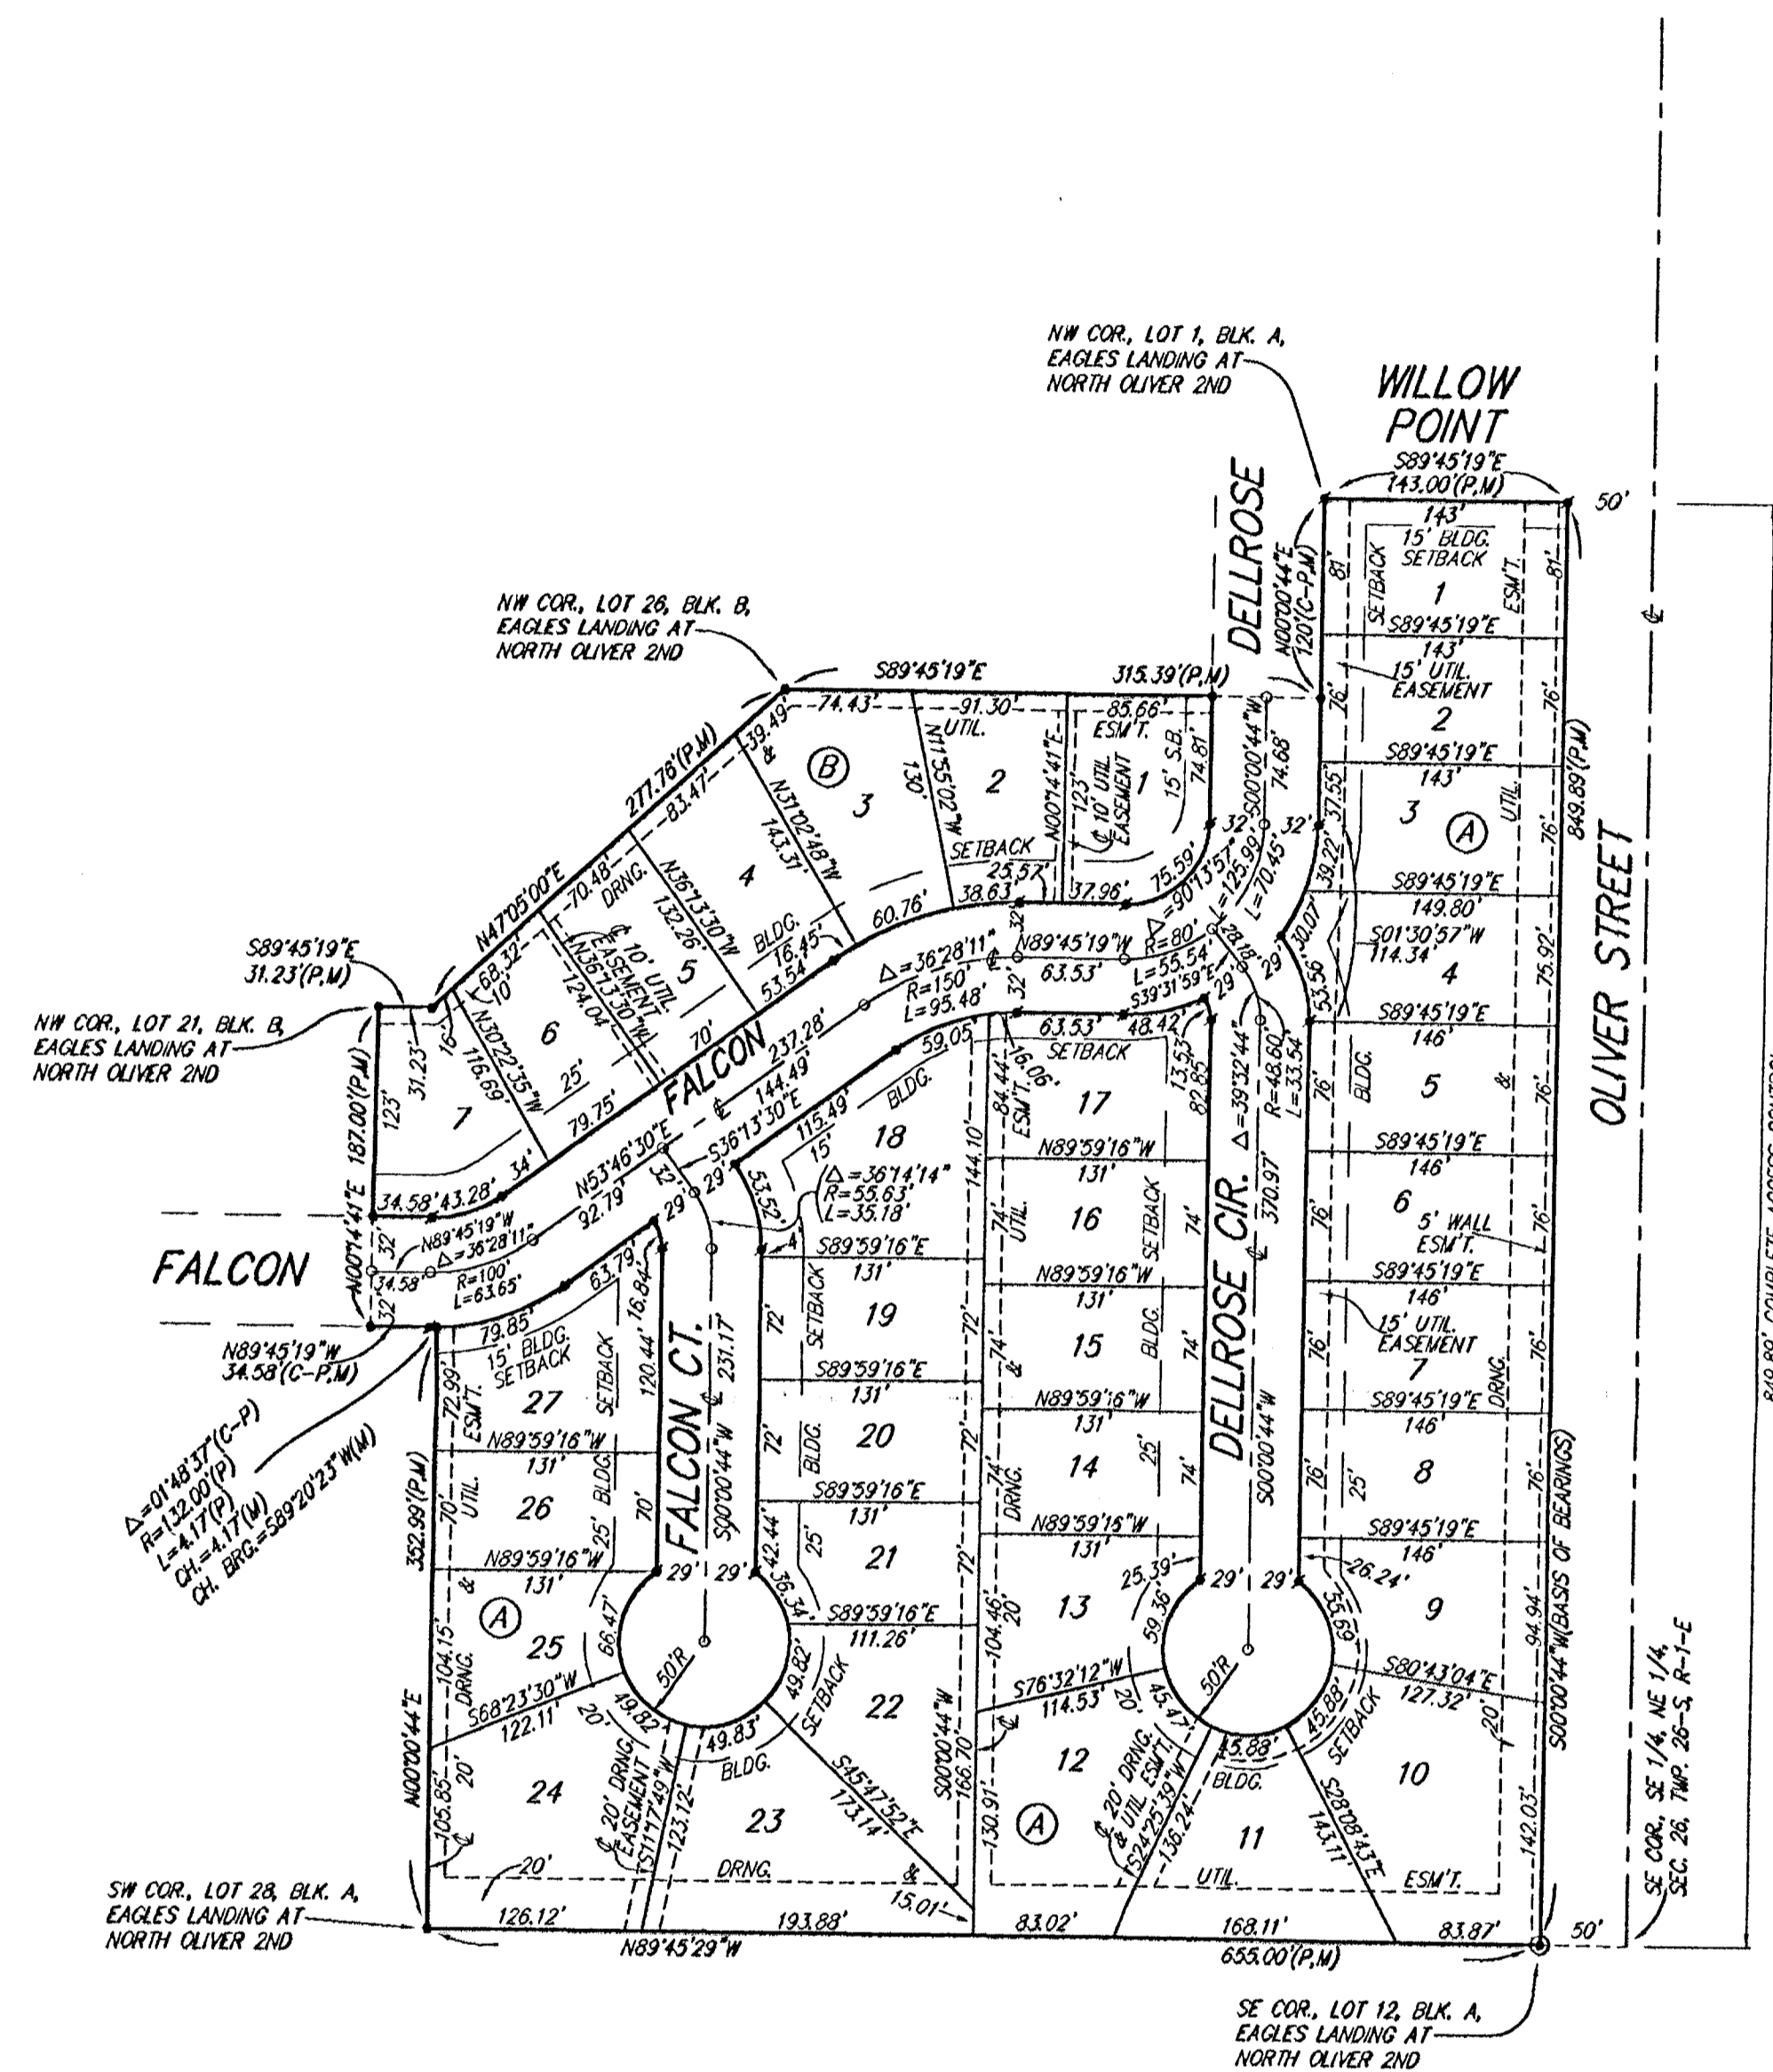 NW COR., LOT 1, BLK. A,
EAGLES LANDING AT
NORTH OLIVER 2ND
WILLOW
POINT
S89°45'19"E
143.00'(P,M)
50'
143'
15' BLDG.
SETBACK
SETBACK
ESM'T.
81'
81'
1
DELLROSE
N00°00'44"E
120'(C-P,M)
S89°45'19"E
143'
15' UTIL.
EASEMENT
76'
76'
2
S89°45'19"E
143'
849.89'(P,M)
OLIVER STREET
NW COR., LOT 26, BLK. B,
EAGLES LANDING AT
NORTH OLIVER 2ND
S89°45'19"E
315.39'(P,M)
39.49'
74.43'
91.30'
85.66'
UTIL.
ESM'T.
277.76'(P,M)
N47°05'00"E
83.47'
&
70.48'
DRNG.
68.32'
10'
16'
B
3
2
1
N11°55'02"W
130'
N00°14'41"E
123'
℄ 10' UTIL
EASEMENT
15' S.B.
74.81'
S00°00'44"W
74.68'
37.55'
3
A
UTIL.
76'
N31°02'48"W
143.31'
4
N36°13'30"W
132.26'
SETBACK
25.57'
38.63'
37.96'
75.59'
32'
32'
39.22'
Δ=90°13'57"
L=125.99'
L=70.45'
R=80'
L=55.54'
28.18'
S89°45'19"E
149.80'
S01°30'57"W
114.34'
4
30.07'
53.56'
75.92'
60.76'
BLDG.
16.45'
53.54'
℄ 10' UTIL
EASEMENT
N36°13'30"W
124.04'
5
6
25'
70'
Δ=36°28'11"
R=150'
L=95.48'
32'
32'
N89°45'19"W
63.53'
S39°31'59"E
29'
29'
S89°45'19"E
31.23'(P,M)
NW COR., LOT 21, BLK. B,
EAGLES LANDING AT
NORTH OLIVER 2ND
187.00'(P,M)
N00°14'41"E
123'
31.23'
N30°22'35"W
116.69'
7
79.75'
FALCON
237.28'
℄ 144.49'
59.05'
63.53'
48.42'
SETBACK
16.06'
84.44'
ESM'T.
13.53'
82.85'
17
Δ=39°32'44"
R=48.60'
L=33.54'
S89°45'19"E
146'
BLDG.
5
&
76'
76'
34.58'
43.28'
34'
N53°46'30"E
92.79'
32'
S36°13'30"E
29'
29'
115.49'
15'
BLDG.
18
53.52'
Δ=36°14'14"
R=55.63'
L=35.18'
4'
144.10'
N89°59'16"W
131'
16
74'
UTIL.
74'
SETBACK
DELLROSE CIR.
370.97'
℄
S89°45'19"E
146'
6
5' WALL
ESM'T.
76'
76'
FALCON
N89°45'19"W
Δ=36°28'11"
R=100'
L=63.65'
34.58'
32'
32'
63.79'
16.84'
S89°59'16"E
131'
72'
SETBACK
19
72'
N89°59'16"W
131'
15
74'
&
74'
BLDG.
S89°45'19"E
146'
15' UTIL.
EASEMENT
7
76'
76'
DRNG.
N89°45'19"W
34.58'(C-P,M)
79.85'
15' BLDG.
SETBACK
SETBACK
72.99'
ESM'T.
27
120.44'
FALCON CT.
231.17'
℄
S00°00'44"W
S89°59'16"E
131'
20
72'
BLDG.
72'
N89°59'16"W
131'
14
74'
DRNG.
74'
25'
S00°00'44"W
S89°45'19"E
146'
8
76'
25'
76'
Δ=01°48'37"(C-P)
R=132.00'(P)
L=4.17'(P)
CH.=4.17'(M)
CH. BRG.=S89°20'23"W(M)
352.99'(P,M)
N89°59'16"W
131'
70'
UTIL.
26
25' BLDG.
70'
S89°59'16"E
131'
21
42.44'
25'
72'
N89°59'16"W
131'
13
25.39'
104.46'
20'
S89°45'19"E
146'
26.24'
9
94.94'
N89°59'16"W
131'
&
A
25
104.15'
DRNG.
66.47'
29'
29'
36.34'
S89°59'16"E
111.26'
22
50'R
49.82'
SETBACK
59.36'
29'
29'
35.69'
50'R
S80°43'04"E
127.32'
20'
S00°00'44"W(BASIS OF BEARINGS)
S68°23'30"W
122.11'
20'
49.82'
49.83'
BLDG.
S76°32'12"W
114.53'
20'
45.47'
45.88'
45.88'
SETBACK
BLDG.
N00°00'44"E
105.85'
20'
℄
24
℄ 20' DRNG.
EASEMENT
S11°17'49"W
123.12'
23
S45°47'52"E
173.14'
S00°00'44"W
166.70'
130.91'
℄
12
A
℄ 20' DRNG.
& UTIL ESM'T.
S24°25'39"W
136.24'
11
S28°08'43"E
143.11'
10
142.03'
20'
DRNG.
&
15.01'
UTIL.
ESM'T.
SW COR., LOT 28, BLK. A,
EAGLES LANDING AT
NORTH OLIVER 2ND
126.12'
193.88'
83.02'
168.11'
83.87'
50'
N89°45'29"W
655.00'(P,M)
SE COR., LOT 12, BLK. A,
EAGLES LANDING AT
NORTH OLIVER 2ND
SE COR., SE 1/4, NE 1/4,
SEC. 26, TWP. 26-S, R-1-E